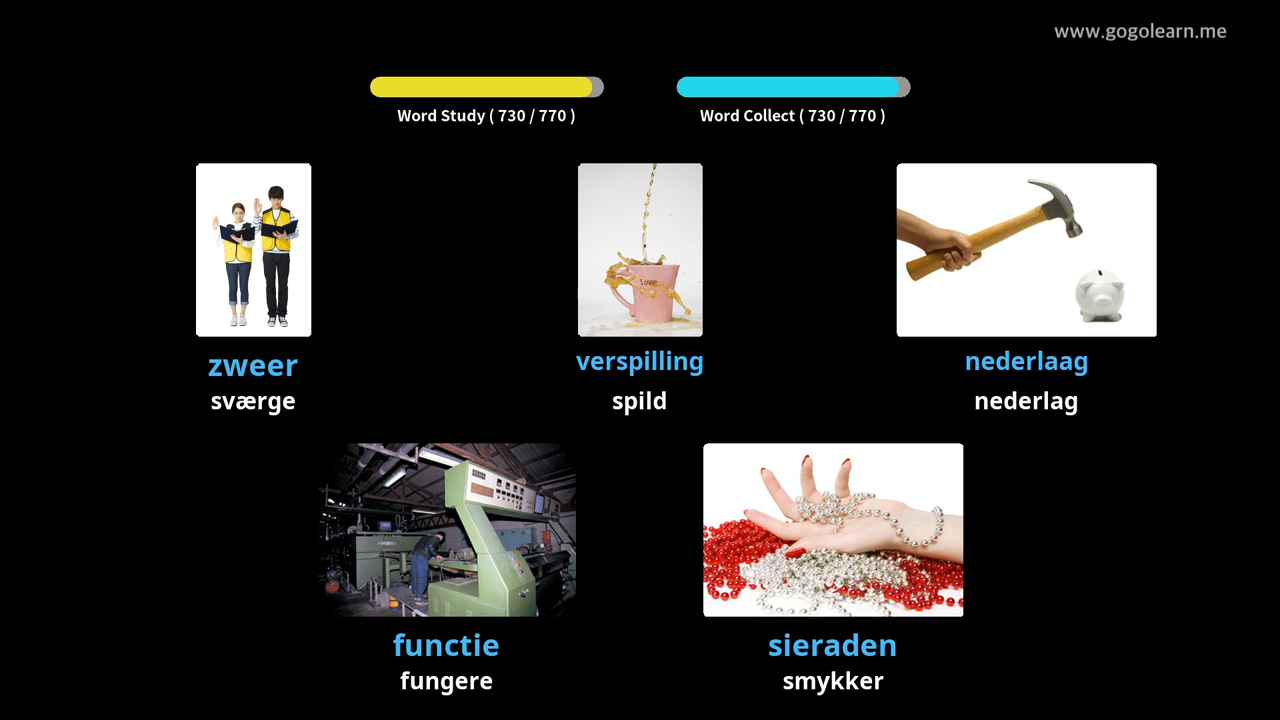 www.gogolearn.me
Word Study ( 730 / 770 )
Word Collect ( 730 / 770 )
love
zweer
sværge
verspilling
spild
nederlaag
nederlag
functie
fungere
sieraden
smykker